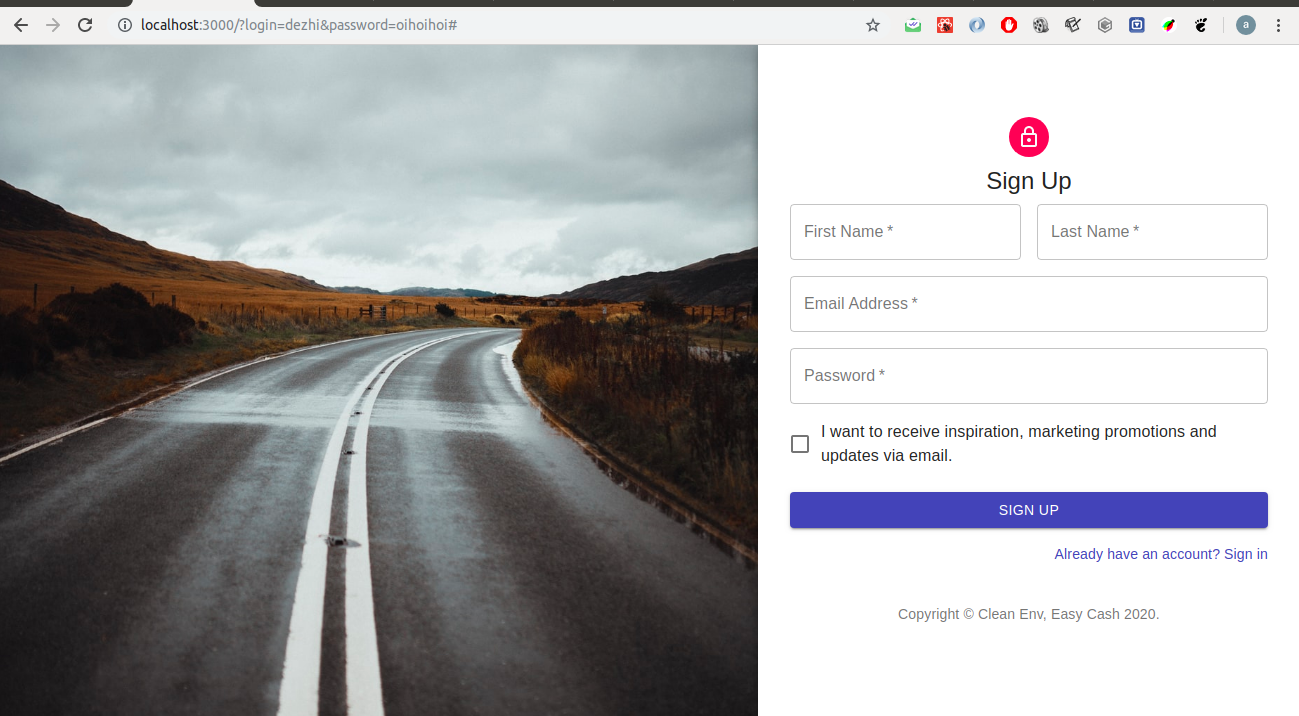 localhost:3000/?login=dezhi&password=oihoihoi#
a
Sign Up
First Name *
Last Name *
Email Address *
Password *
I want to receive inspiration, marketing promotions and
updates via email.
SIGN UP
Already have an account? Sign in
Copyright © Clean Env, Easy Cash 2020.